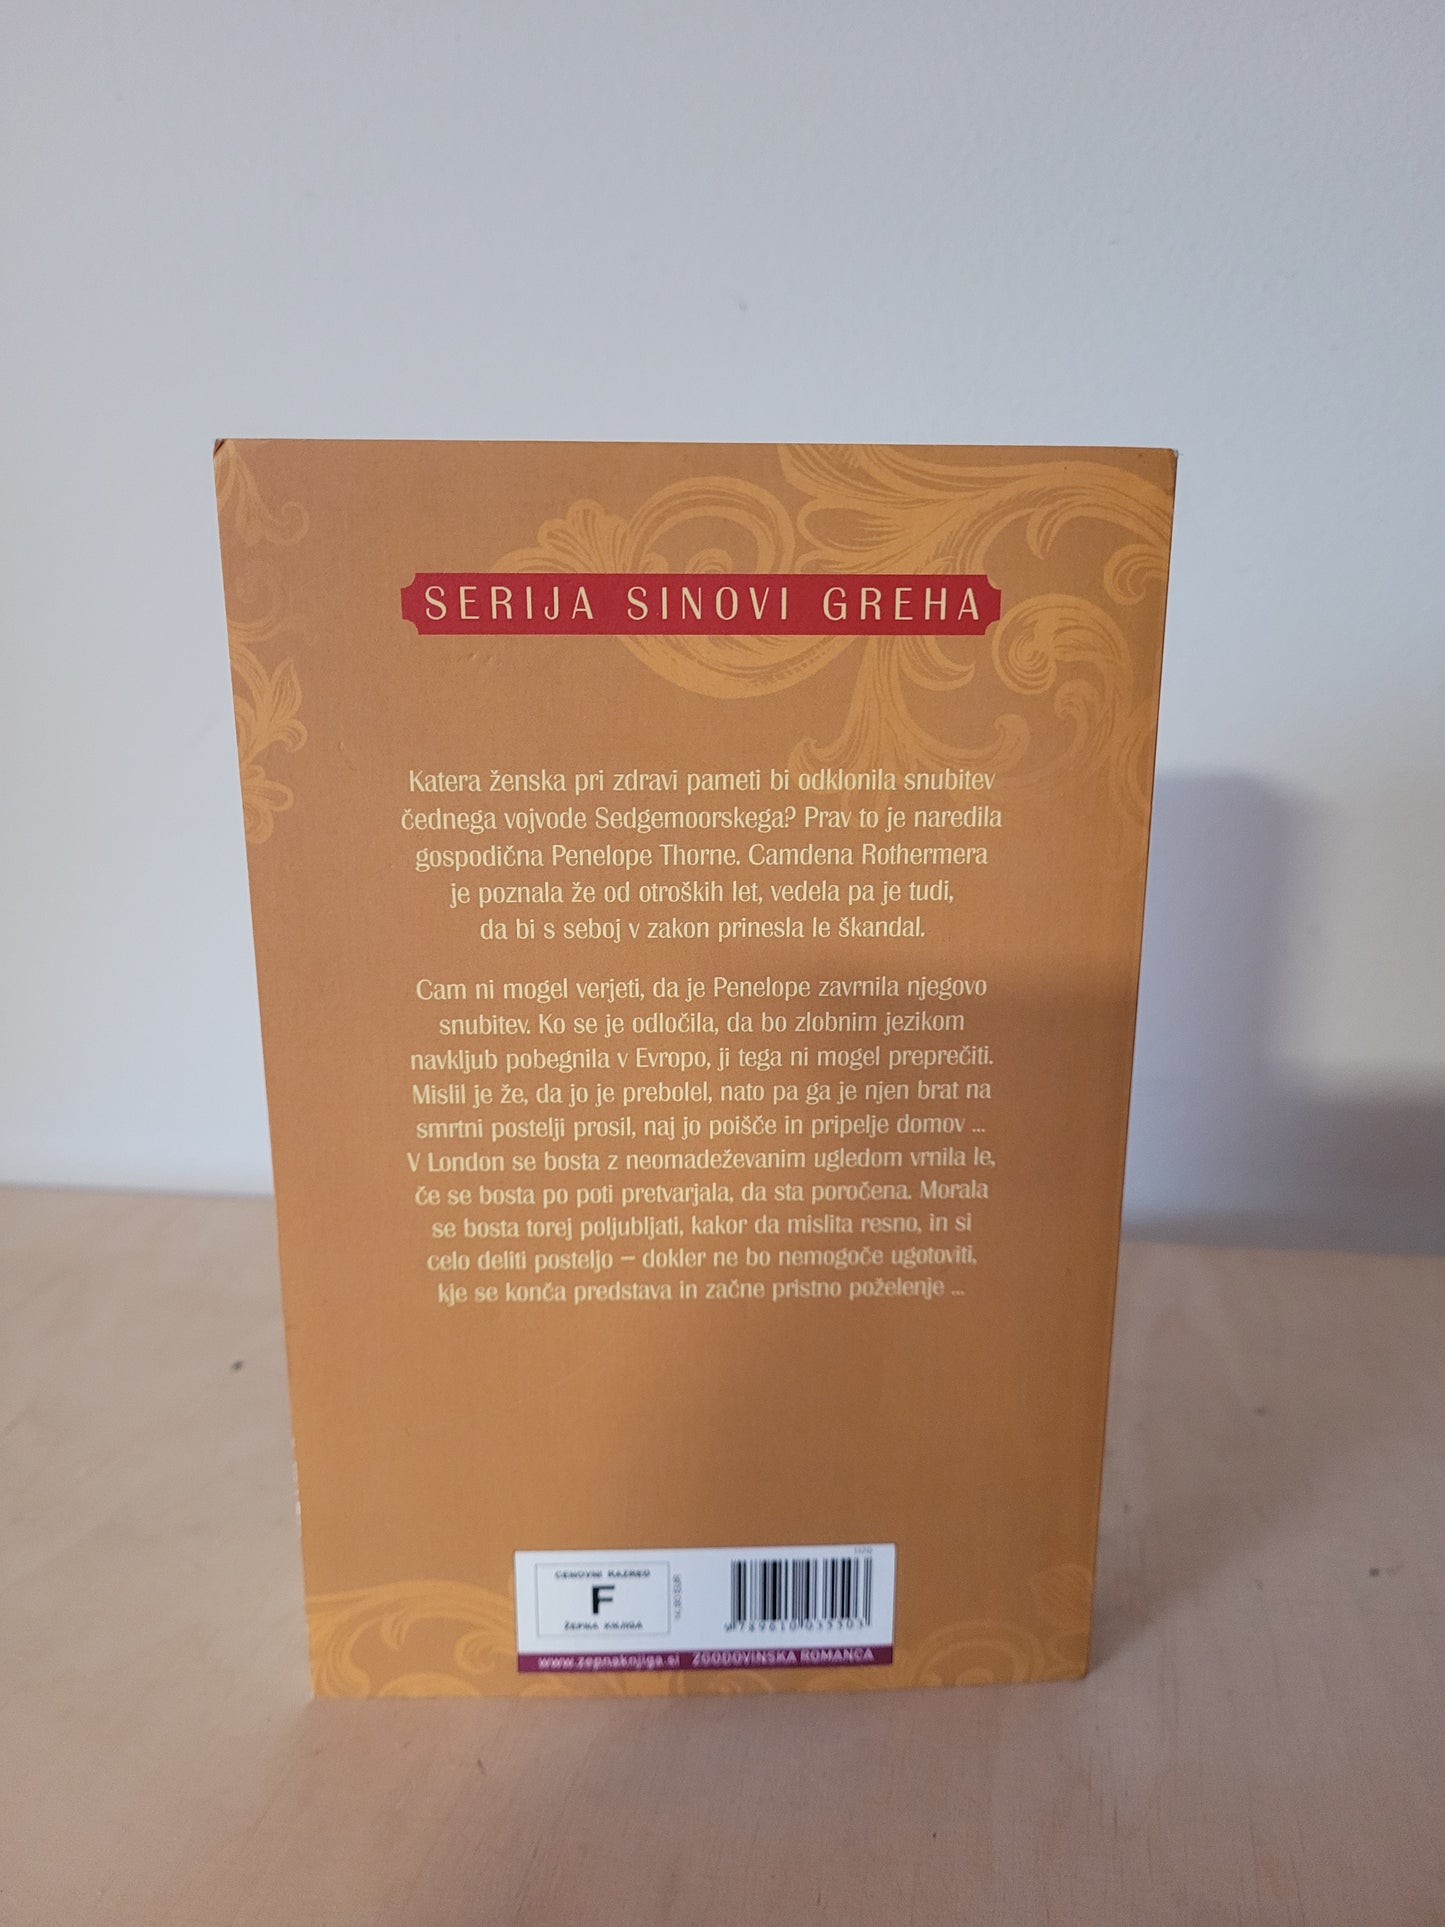 SERIJA SINOVI GREHA
Katera ženska pri zdravi pameti bi odklonila snubitev
čednega vojvode Sedgemoorskega? Prav to je naredila
gospodična Penelope Thorne. Camdena Rothermera
je poznala že od otroških let, vedela pa je tudi,
da bi s seboj v zakon prinesla le škandal.
Cam ni mogel verjeti, da je Penelope zavrnila njegovo
snubitev. Ko se je odločila, da bo zlobnim jezikom
navkljub pobegnila v Evropo, ji tega ni mogel preprečiti.
Mislil je že, da jo je prebolel, nato pa ga je njen brat na
smrtni postelji prosil, naj jo poišče in pripelje domov ...
V London se bosta z neomadeževanim ugledom vrnila le,
če se bosta po poti pretvarjala, da sta poročena. Morala
se bosta torej poljubljati, kakor da mislita resno, in si
celo deliti posteljo – dokler ne bo nemogoče ugotoviti,
kje se konča predstava in začne pristno poželenje ...
CENOVNI RAZRED
F
ŽEPNA KNJIGA
9 789610 035503
www.zepnaknjiga.si ZGODOVINSKA ROMANCA